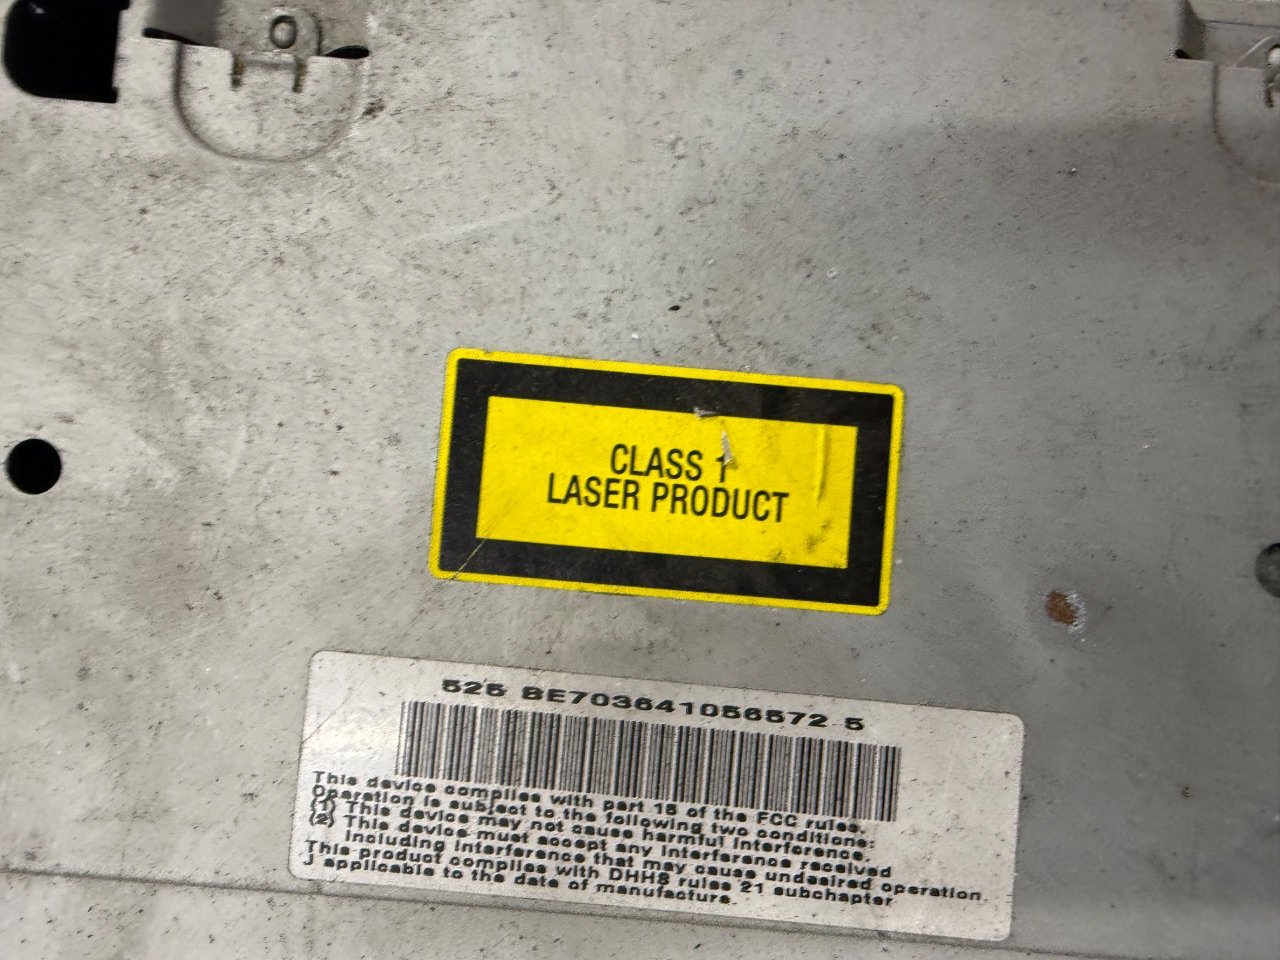 CLASS 1
LASER PRODUCT
525 BE703641056572 5
This device complies with part 18 of the FCC rules.
Operation is subject to the following two conditions:
(1) This device may not cause harmful interference.
(2) This device must accept any interference received
including interference that may cause undesired operation.
This product complies with DHHS rules 21 subchapter
J applicable to the date of manufacture.